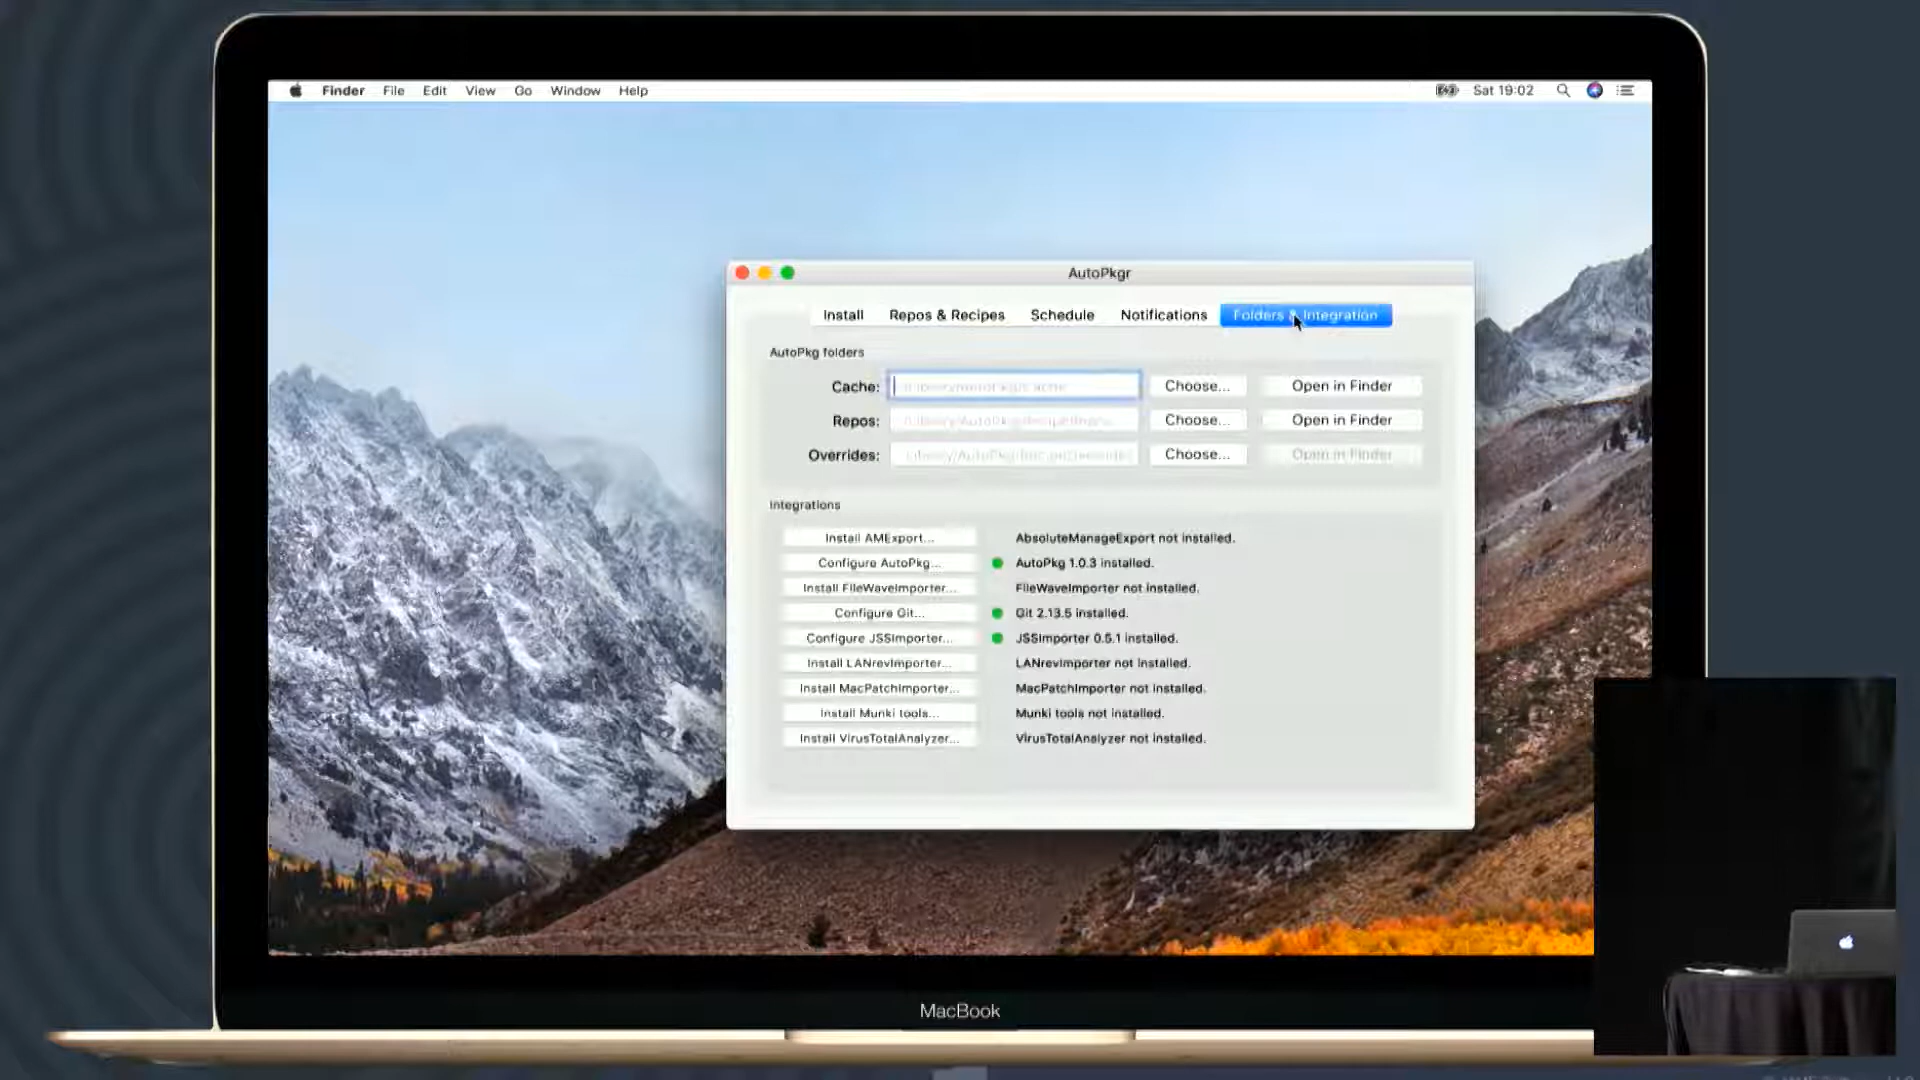 Finder File Edit View Go Window Help Sat 19:02
AutoPkgr
Install Repos & Recipes Schedule Notifications Folders & Integration
AutoPkg folders
Cache: Choose... Open in Finder
Repos: Choose... Open in Finder
Overrides: Choose... Open in Finder
Integrations
Install AMExport... AbsoluteManageExport not installed.
Configure AutoPkg... AutoPkg 1.0.3 installed.
Install FileWaveImporter... FileWaveImporter not installed.
Configure Git... Git 2.13.5 installed.
Configure JSSImporter... JSSImporter 0.5.1 installed.
Install LANrevImporter... LANrevImporter not installed.
Install MacPatchImporter... MacPatchImporter not installed.
Install Munki tools... Munki tools not installed.
Install VirusTotalAnalyzer... VirusTotalAnalyzer not installed.
MacBook